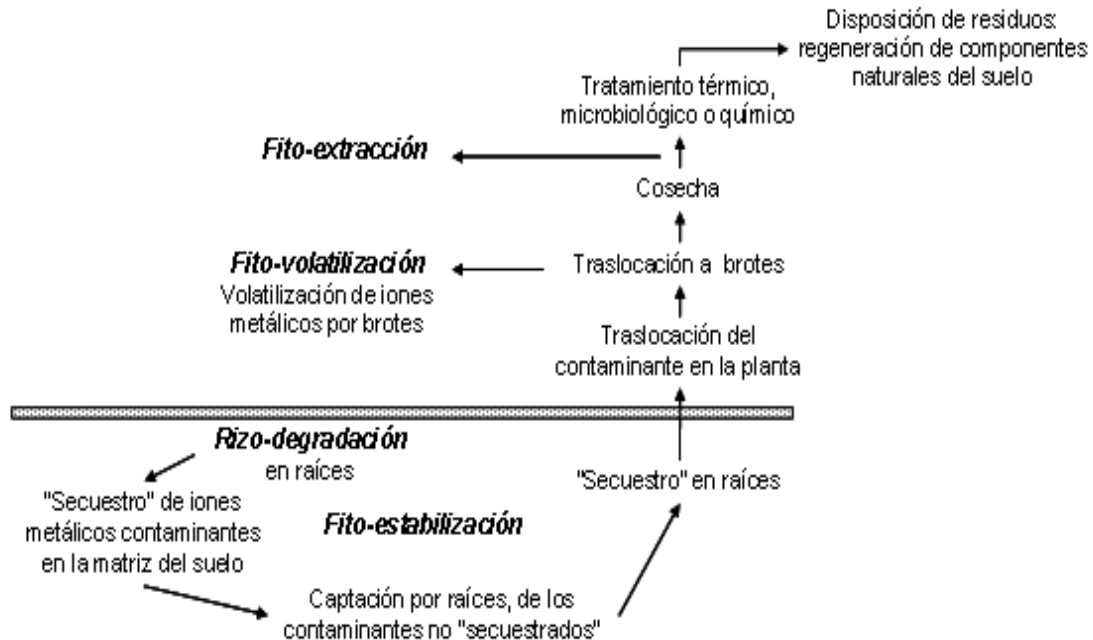 Disposición de residuos:
regeneración de componentes
naturales del suelo
Tratamiento térmico,
microbiológico o químico
Fito-extracción
Cosecha
Fito-volatilización
Volatilización de iones
metálicos por brotes
Traslocación a brotes
Traslocación del
contaminante en la planta
Rizo-degradación
en raíces
"Secuestro" de iones
metálicos contaminantes
en la matriz del suelo
Fito-estabilización
"Secuestro" en raíces
Captación por raíces, de los
contaminantes no "secuestrados"